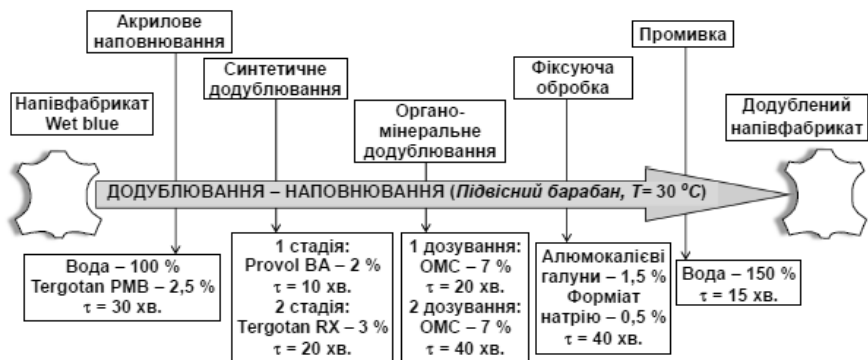 Акрилове
наповнювання
Синтетичне
додублювання
Органо-
мінеральне
додублювання
Фіксуюча
обробка
Промивка
Напівфабрикат
Wet blue
Додублений
напівфабрикат
ДОДУБЛЮВАННЯ – НАПОВНЮВАННЯ (Підвісний барабан, T= 30 ⁰С)
Вода – 100 %
Tergotan PMB – 2,5 %
τ = 30 хв.
1 стадія:
Provol BA – 2 %
τ = 10 хв.
2 стадія:
Tergotan RX – 3 %
τ = 20 хв.
1 дозування:
ОМС – 7 %
τ = 20 хв.
2 дозування:
ОМС – 7 %
τ = 40 хв.
Алюмокалієві
галуни – 1,5 %
Форміат
натрію – 0,5 %
τ = 40 хв.
Вода – 150 %
τ = 15 хв.